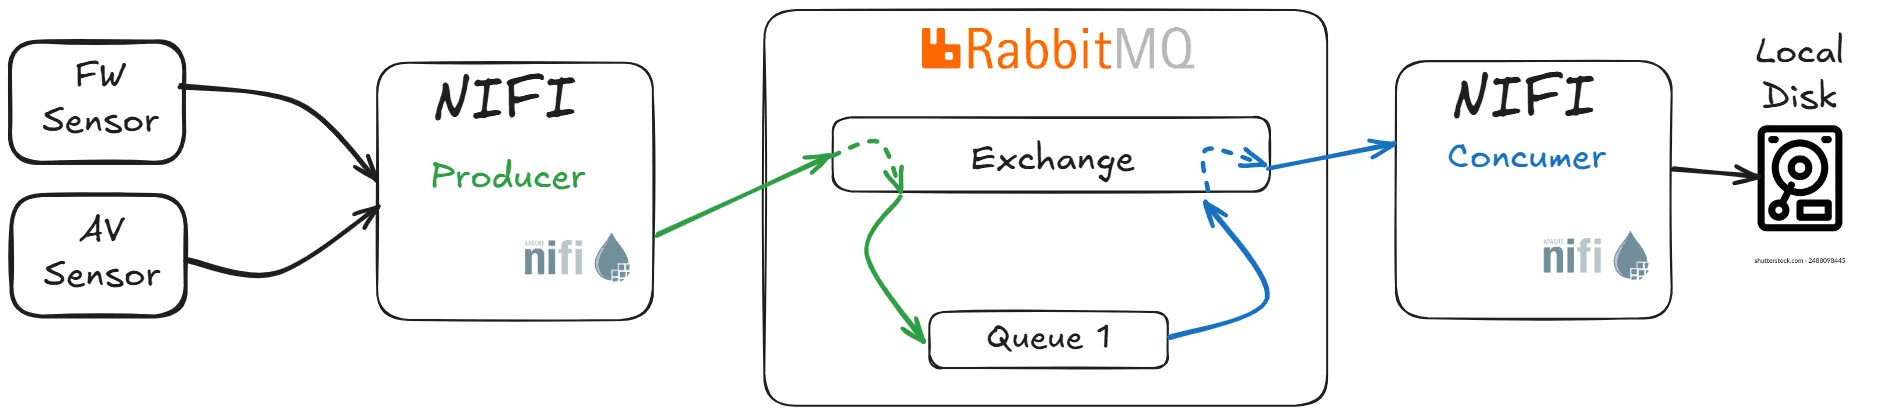 FW
Sensor
AV
Sensor
NIFI
Producer
APACHE
nifi
RabbitMQ
Exchange
Queue 1
NIFI
Concumer
APACHE
nifi
Local
Disk
shutterstock.com · 2488098445